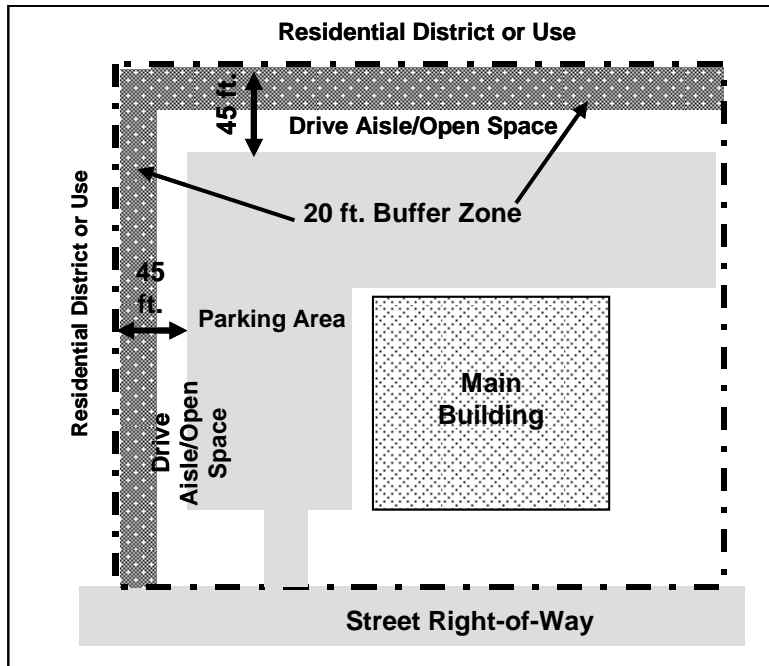 Residential District or Use
45 ft.
Drive Aisle/Open Space
Residential District or Use
20 ft. Buffer Zone
45
ft.
Parking Area
Main
Building
Drive
Aisle/Open
Space
Street Right-of-Way